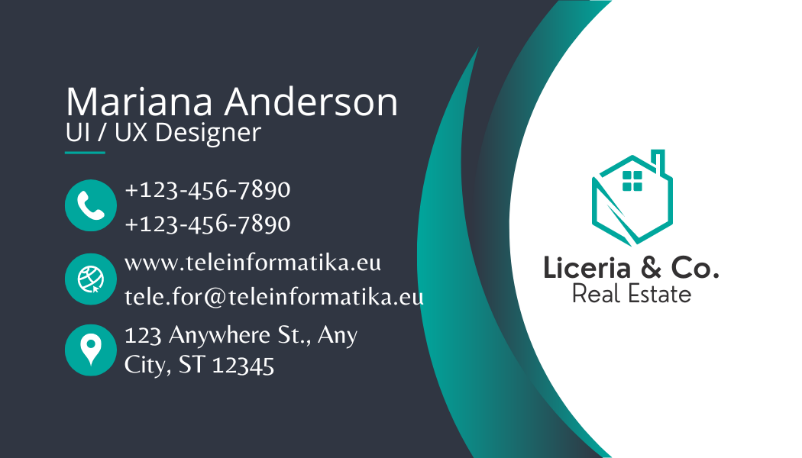 Mariana Anderson
UI / UX Designer
+123-456-7890
+123-456-7890
www.teleinformatika.eu
tele.for@teleinformatika.eu
123 Anywhere St., Any
City, ST 12345
Liceria & Co.
Real Estate